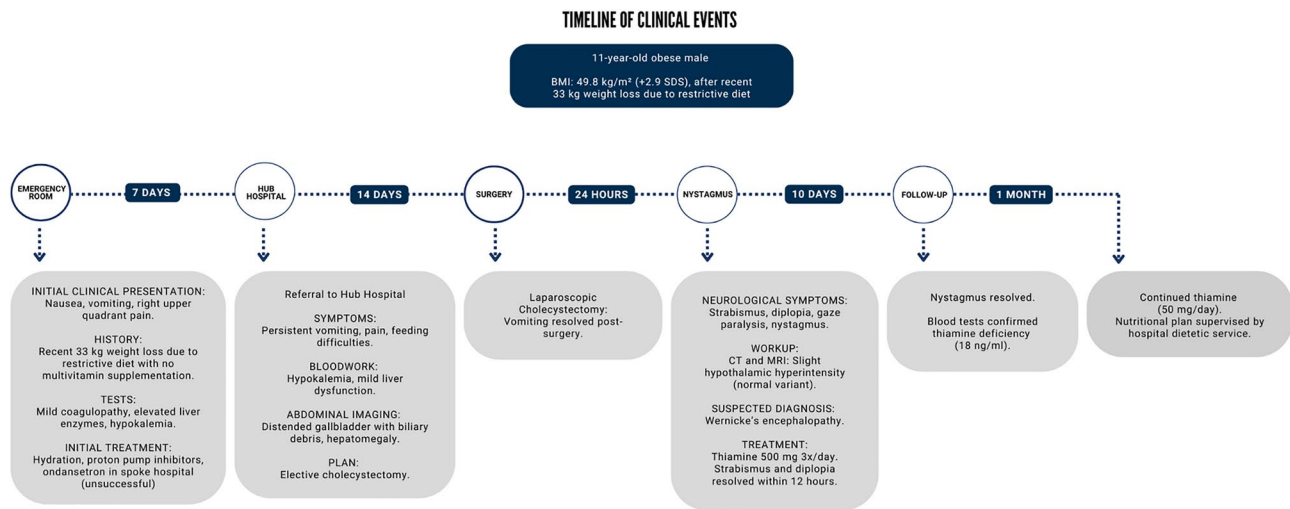 TIMELINE OF CLINICAL EVENTS
11-year-old obese male
BMI: 49.8 kg/m² (+2.9 SDS), after recent
33 kg weight loss due to restrictive diet
EMERGENCY
ROOM
7 DAYS
HUB
HOSPITAL
14 DAYS
SURGERY
24 HOURS
NYSTAGMUS
10 DAYS
FOLLOW-UP
1 MONTH
INITIAL CLINICAL PRESENTATION:
Nausea, vomiting, right upper
quadrant pain.
HISTORY:
Recent 33 kg weight loss due to
restrictive diet with no
multivitamin supplementation.
TESTS:
Mild coagulopathy, elevated liver
enzymes, hypokalemia.
INITIAL TREATMENT:
Hydration, proton pump inhibitors,
ondansetron in spoke hospital
(unsuccessful)
Referral to Hub Hospital
SYMPTOMS:
Persistent vomiting, pain, feeding
difficulties.
BLOODWORK:
Hypokalemia, mild liver
dysfunction.
ABDOMINAL IMAGING:
Distended gallbladder with biliary
debris, hepatomegaly.
PLAN:
Elective cholecystectomy.
Laparoscopic
Cholecystectomy:
Vomiting resolved post-
surgery.
NEUROLOGICAL SYMPTOMS:
Strabismus, diplopia, gaze
paralysis, nystagmus.
WORKUP:
CT and MRI: Slight
hypothalamic hyperintensity
(normal variant).
SUSPECTED DIAGNOSIS:
Wernicke's encephalopathy.
TREATMENT:
Thiamine 500 mg 3x/day.
Strabismus and diplopia
resolved within 12 hours.
Nystagmus resolved.
Blood tests confirmed
thiamine deficiency
(18 ng/ml).
Continued thiamine
(50 mg/day).
Nutritional plan supervised by
hospital dietetic service.